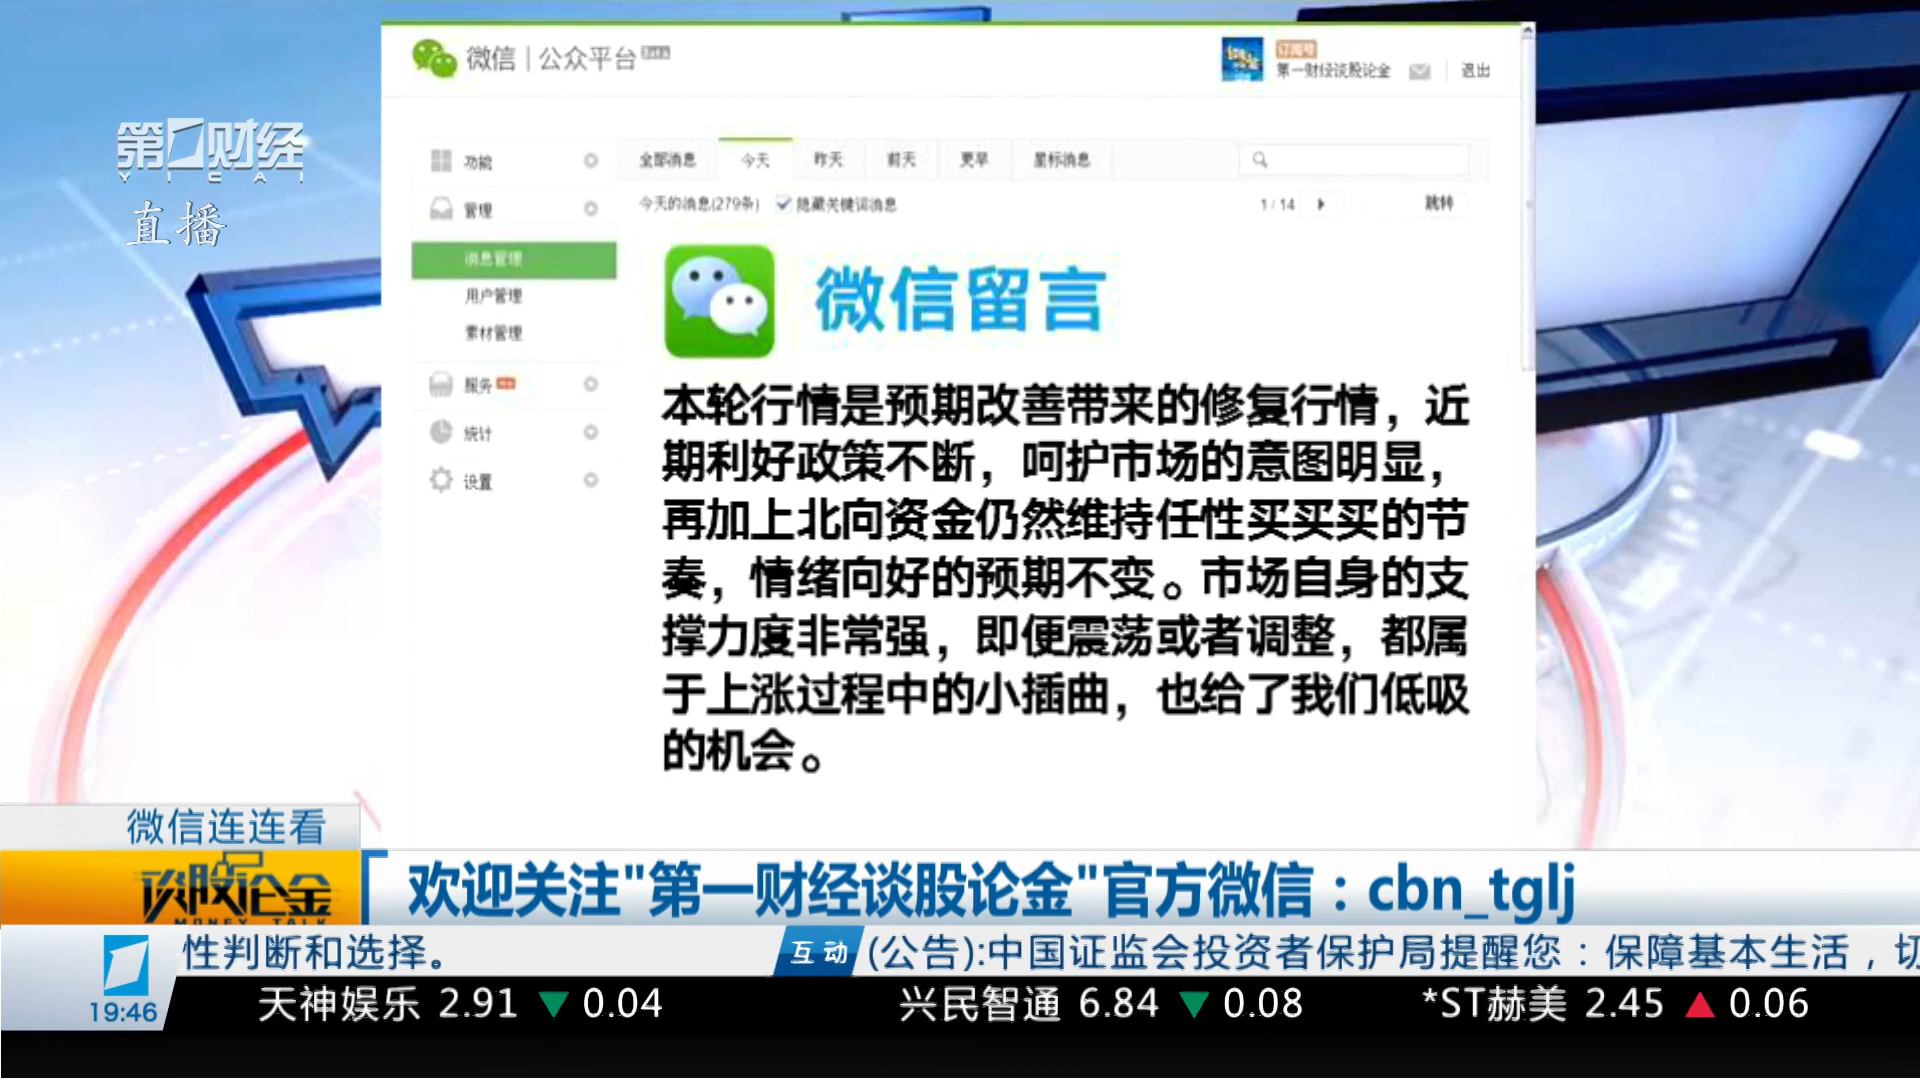 微信 | 公众平台
订阅号
第一财经谈股论金
退出
第一财经
YICAI
直播
功能
管理
消息管理
用户管理
素材管理
服务
统计
设置
全部消息 今天 昨天 前天 更早 星标消息
今天的消息(279条) 隐藏关键词消息
1 / 14
跳转
微信留言
本轮行情是预期改善带来的修复行情，近
期利好政策不断，呵护市场的意图明显，
再加上北向资金仍然维持任性买买买的节
奏，情绪向好的预期不变。市场自身的支
撑力度非常强，即便震荡或者调整，都属
于上涨过程中的小插曲，也给了我们低吸
的机会。
微信连连看
谈股论金
MONEY TALK
欢迎关注"第一财经谈股论金"官方微信：cbn_tglj
性判断和选择。
互动
(公告):中国证监会投资者保护局提醒您：保障基本生活，切
19:46
天神娱乐 2.91 ▼ 0.04
兴民智通 6.84 ▼ 0.08
*ST赫美 2.45 ▲ 0.06